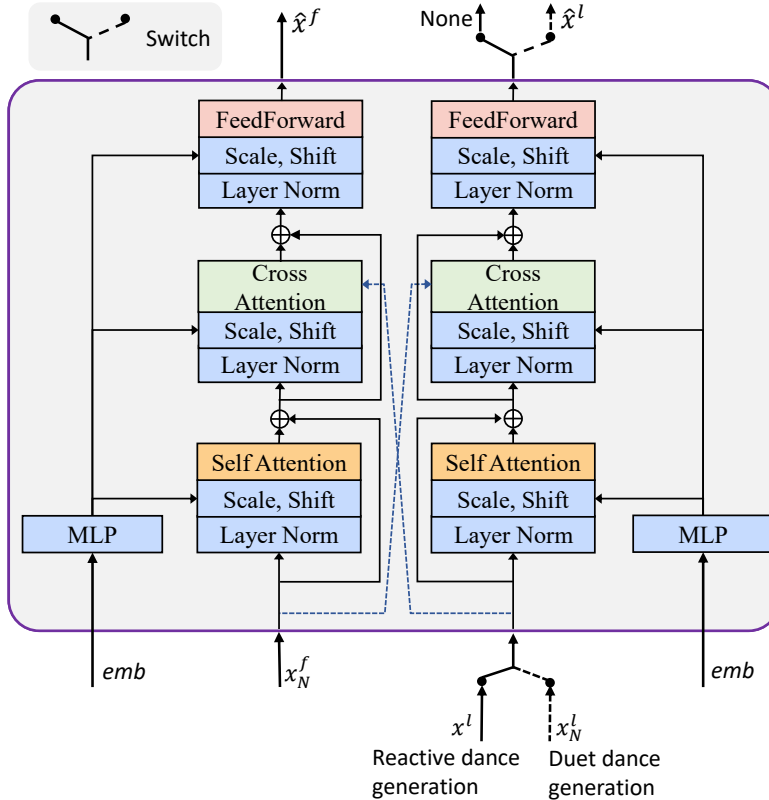 Switch
x̂^f
None
x̂^l
FeedForward
Scale, Shift
Layer Norm
FeedForward
Scale, Shift
Layer Norm
Cross
Attention
Scale, Shift
Layer Norm
Cross
Attention
Scale, Shift
Layer Norm
Self Attention
Scale, Shift
Layer Norm
Self Attention
Scale, Shift
Layer Norm
MLP
MLP
emb
x_N^f
emb
x^l
x_N^l
Reactive dance
generation
Duet dance
generation